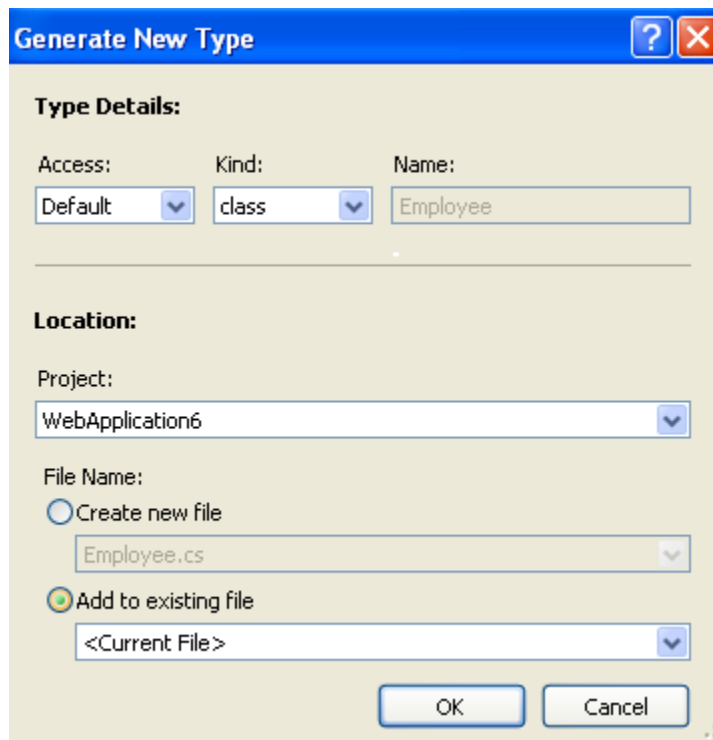 Generate New Type
Type Details:
Access: Kind: Name:
Default class Employee
Location:
Project:
WebApplication6
File Name:
Create new file
Employee.cs
Add to existing file
<Current File>
OK Cancel